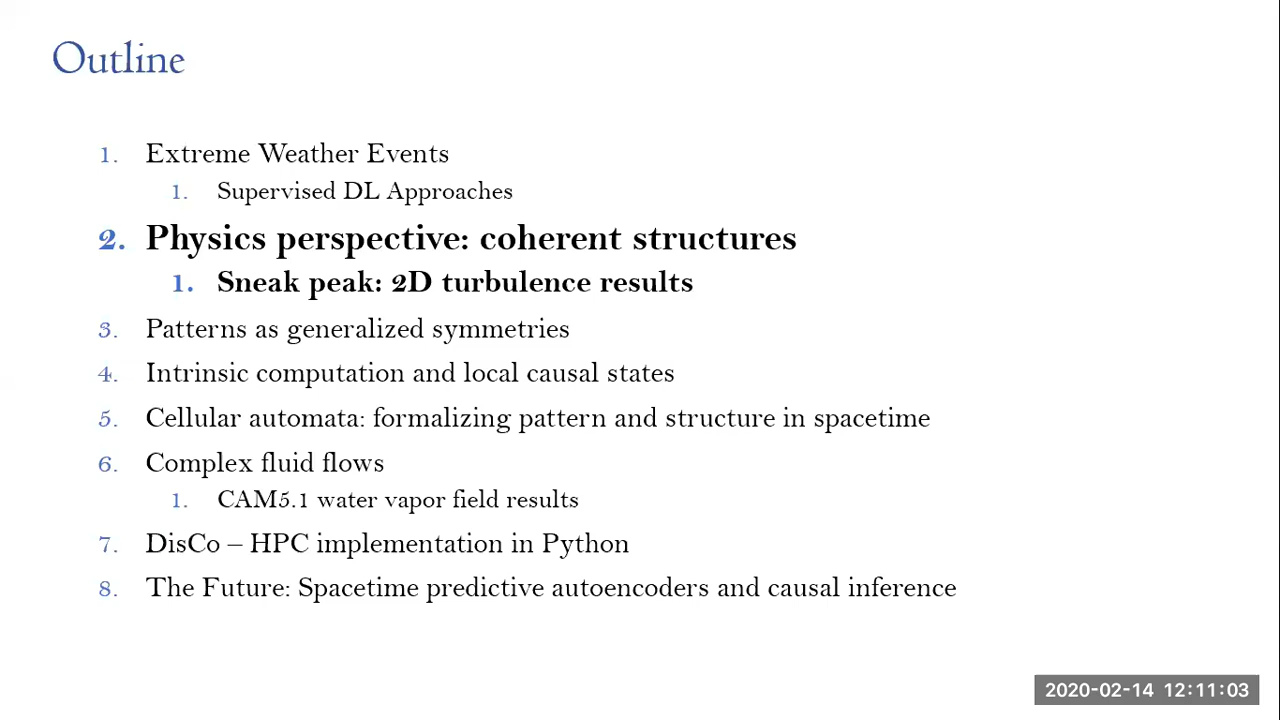 Outline
1. Extreme Weather Events
1. Supervised DL Approaches
2. Physics perspective: coherent structures
1. Sneak peak: 2D turbulence results
3. Patterns as generalized symmetries
4. Intrinsic computation and local causal states
5. Cellular automata: formalizing pattern and structure in spacetime
6. Complex fluid flows
1. CAM5.1 water vapor field results
7. DisCo – HPC implementation in Python
8. The Future: Spacetime predictive autoencoders and causal inference
2020-02-14 12:11:03